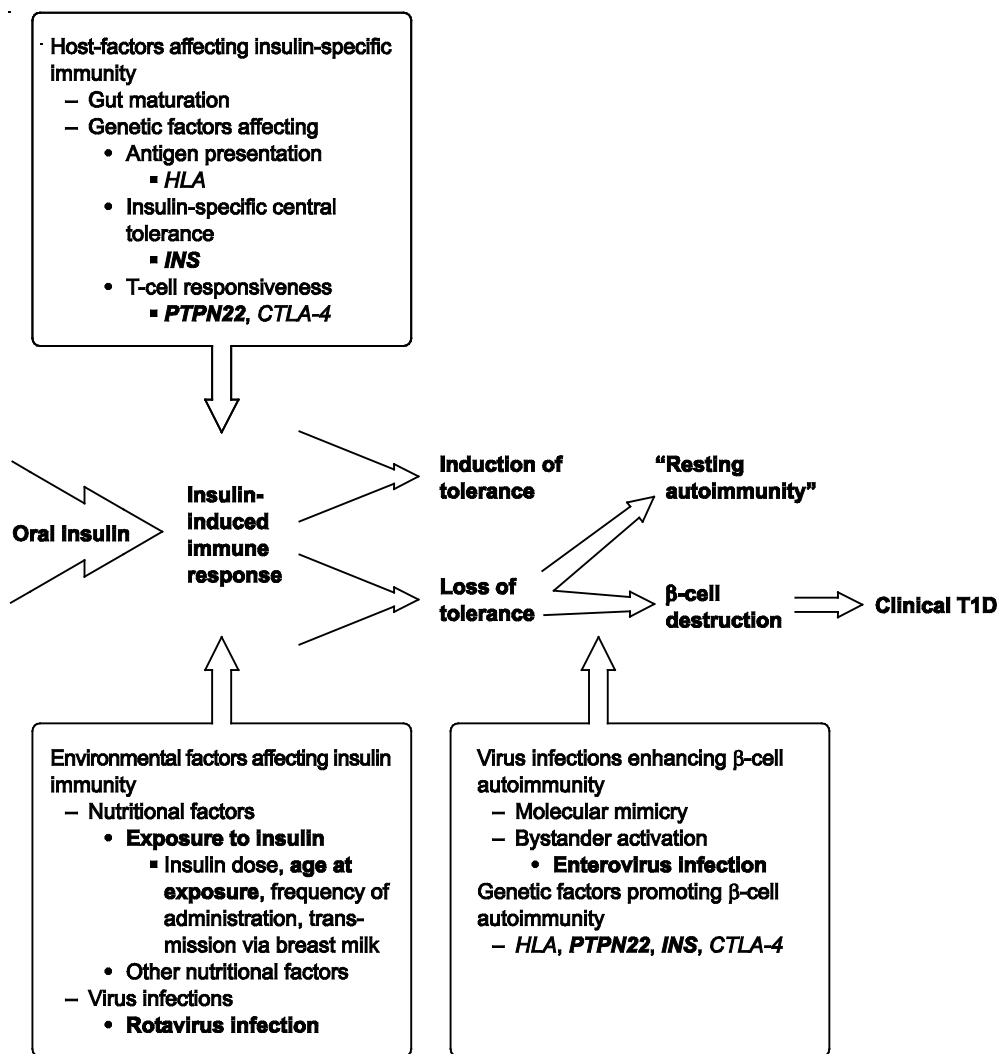 Host-factors affecting insulin-specific
immunity
– Gut maturation
– Genetic factors affecting
• Antigen presentation
▪ HLA
• Insulin-specific central
tolerance
▪ INS
• T-cell responsiveness
▪ PTPN22, CTLA-4
Oral insulin
Insulin-
induced
immune
response
Induction of
tolerance
“Resting
autoimmunity”
Loss of
tolerance
β-cell
destruction
Clinical T1D
Environmental factors affecting insulin
immunity
– Nutritional factors
• Exposure to insulin
▪ Insulin dose, age at
exposure, frequency of
administration, trans-
mission via breast milk
• Other nutritional factors
– Virus infections
• Rotavirus infection
Virus infections enhancing β-cell
autoimmunity
– Molecular mimicry
– Bystander activation
• Enterovirus infection
Genetic factors promoting β-cell
autoimmunity
– HLA, PTPN22, INS, CTLA-4